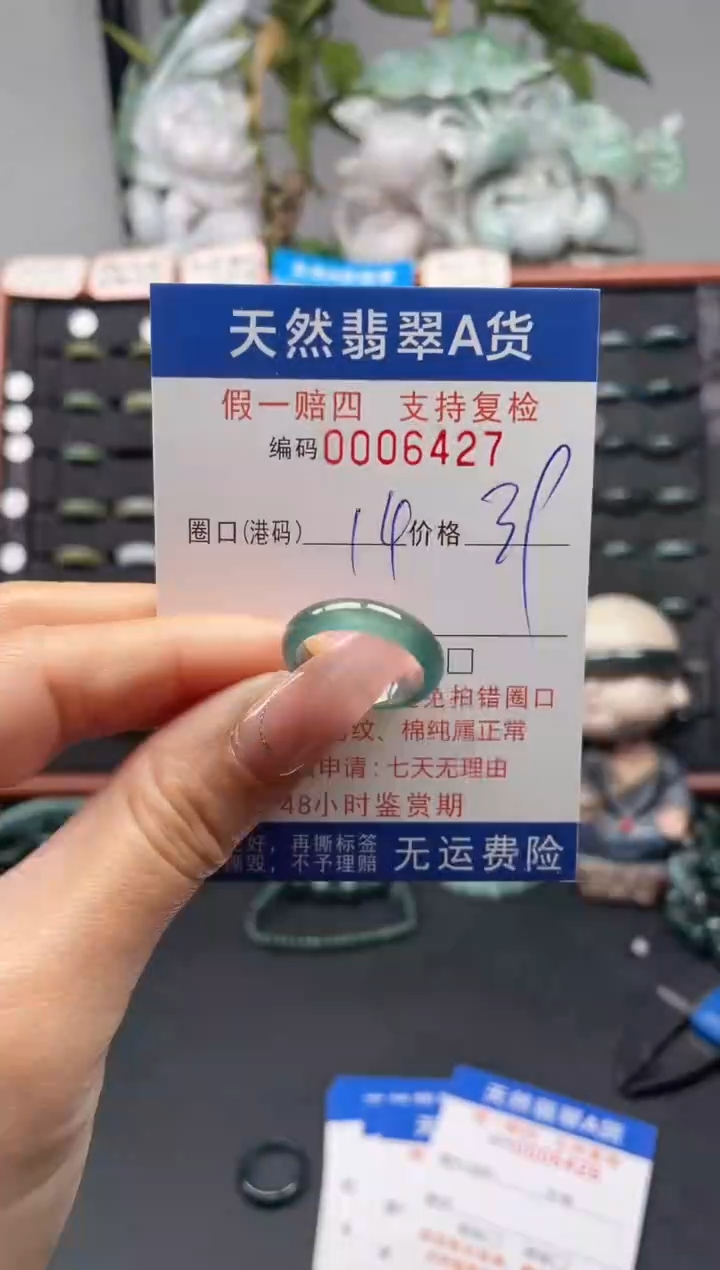 天然翡翠A货
假一赔四 支持复检
编码0006427
圈口(港码) 14 价格
免拍错圈口
纹、棉纯属正常
申请:七天无理由
48小时鉴赏期
好,再撕标签
毁,不予理赔
无运费险
天然翡翠A货